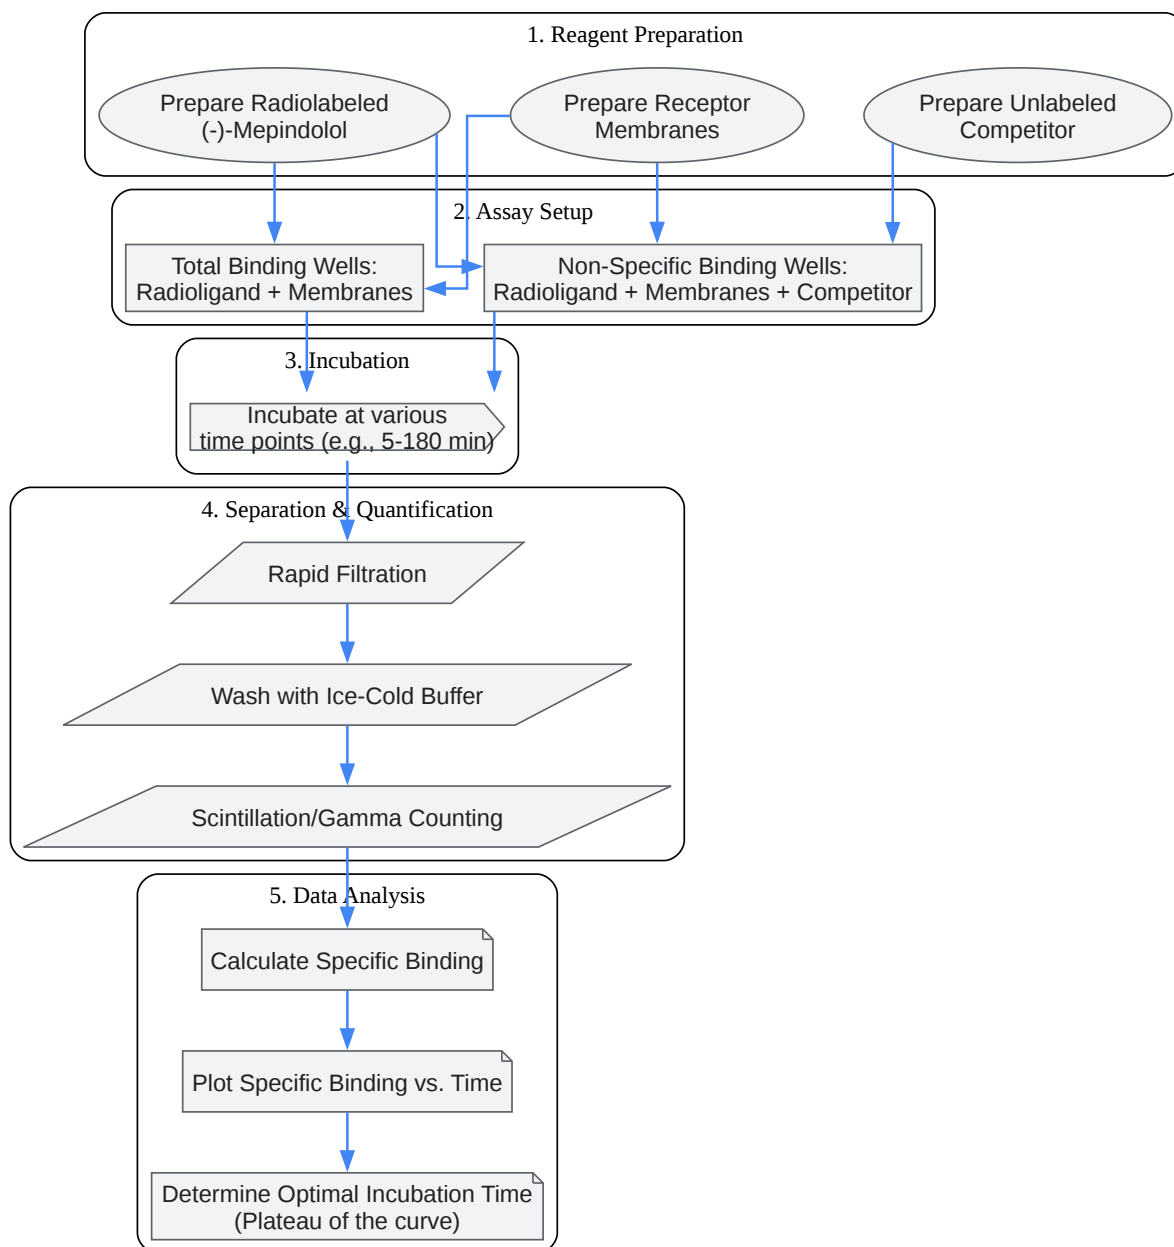 1. Reagent Preparation
Prepare Radiolabeled
(-)-Mepindolol
Prepare Receptor
Membranes
Prepare Unlabeled
Competitor
2. Assay Setup
Total Binding Wells:
Radioligand + Membranes
Non-Specific Binding Wells:
Radioligand + Membranes + Competitor
3. Incubation
Incubate at various
time points (e.g., 5-180 min)
4. Separation & Quantification
Rapid Filtration
Wash with Ice-Cold Buffer
Scintillation/Gamma Counting
5. Data Analysis
Calculate Specific Binding
Plot Specific Binding vs. Time
Determine Optimal Incubation Time
(Plateau of the curve)